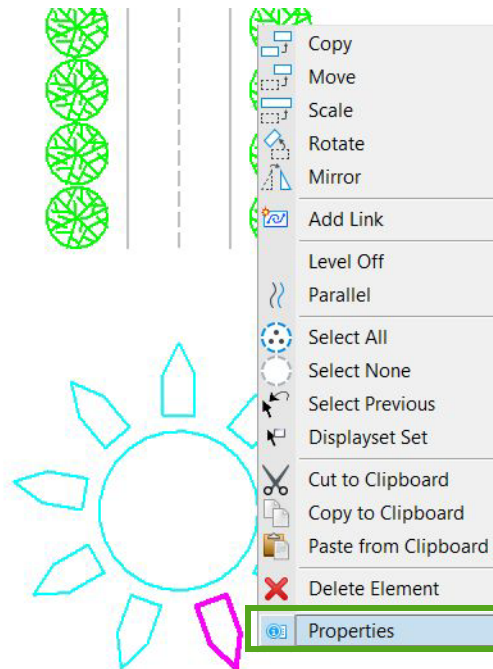 Copy
Move
Scale
Rotate
Mirror
Add Link
Level Off
Parallel
Select All
Select None
Select Previous
Displayset Set
Cut to Clipboard
Copy to Clipboard
Paste from Clipboard
Delete Element
Properties